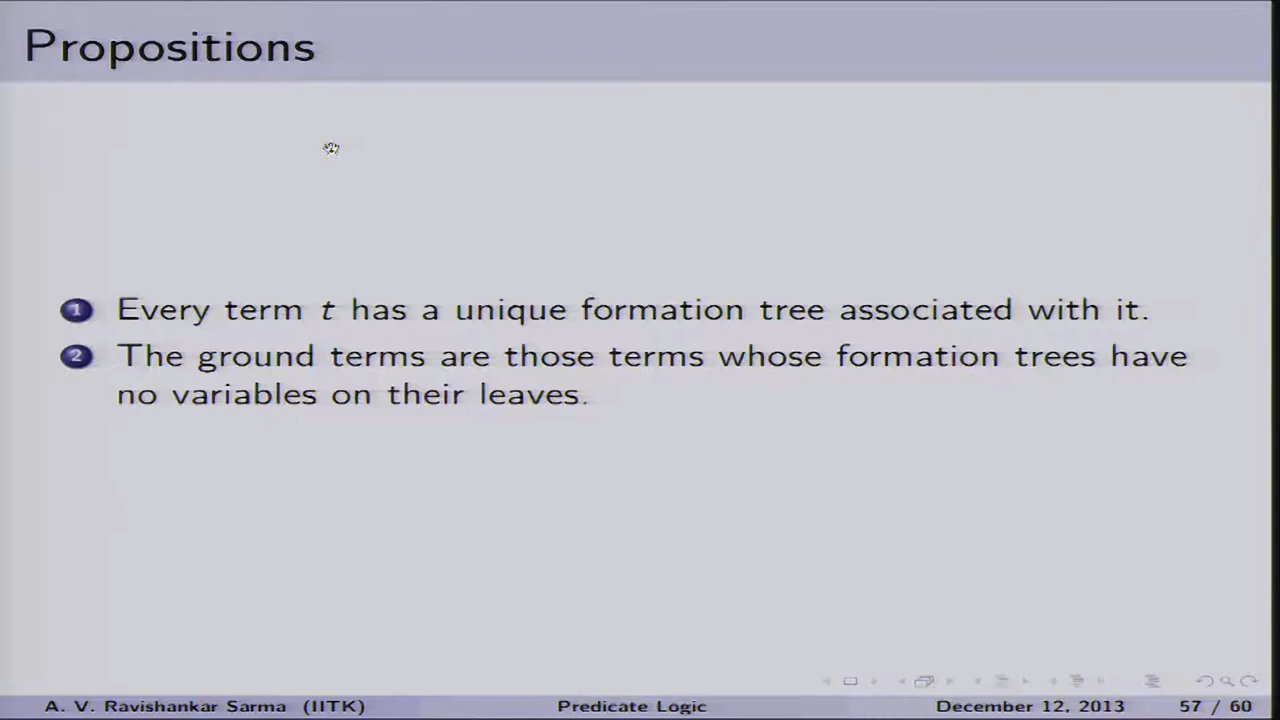 Propositions
1 Every term t has a unique formation tree associated with it.
2 The ground terms are those terms whose formation trees have
no variables on their leaves.
A. V. Ravishankar Sarma (IITK) Predicate Logic December 12, 2013 57 / 60